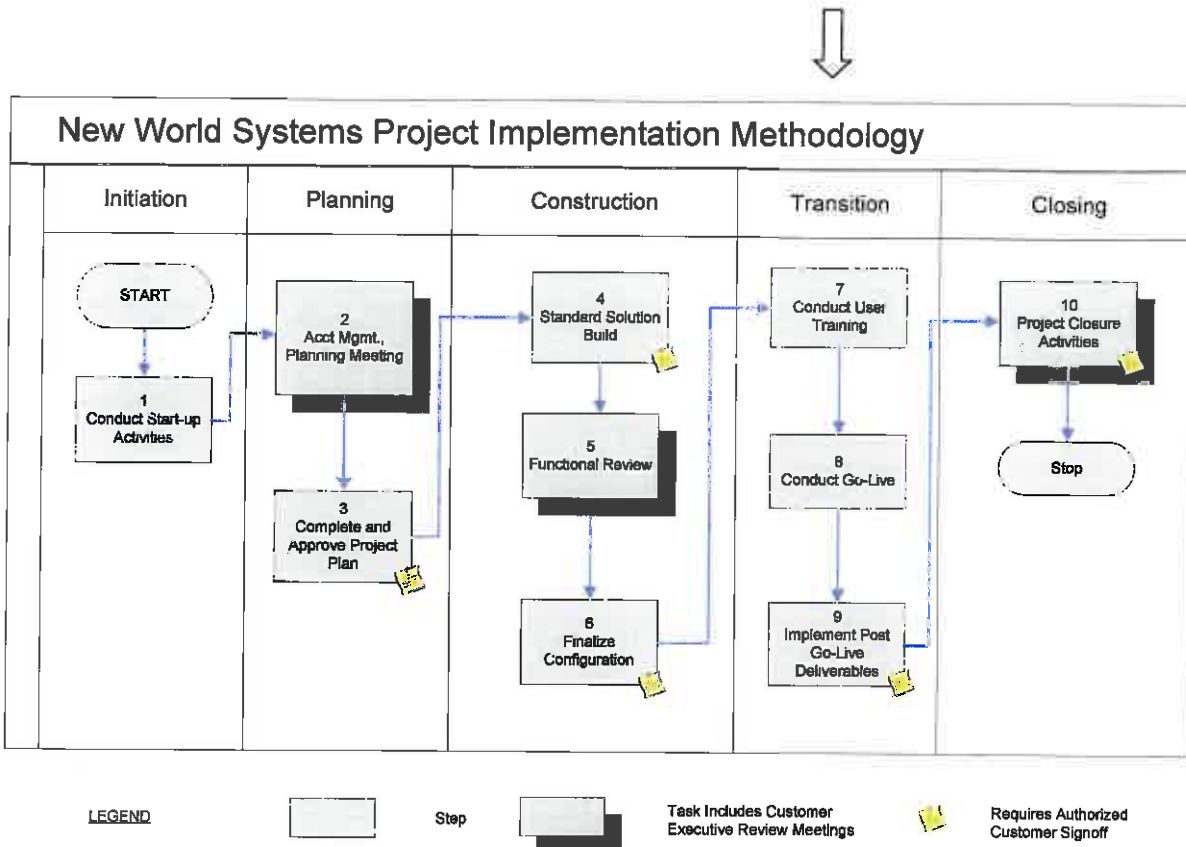 New World Systems Project Implementation Methodology
Initiation
Planning
Construction
Transition
Closing
START
1
Conduct Start-up
Activities
2
Acct Mgmt.,
Planning Meeting
3
Complete and
Approve Project
Plan
4
Standard Solution
Build
5
Functional Review
6
Finalize
Configuration
7
Conduct User
Training
8
Conduct Go-Live
9
Implement Post
Go-Live
Deliverables
10
Project Closure
Activities
Stop
LEGEND
Step
Task Includes Customer
Executive Review Meetings
Requires Authorized
Customer Signoff